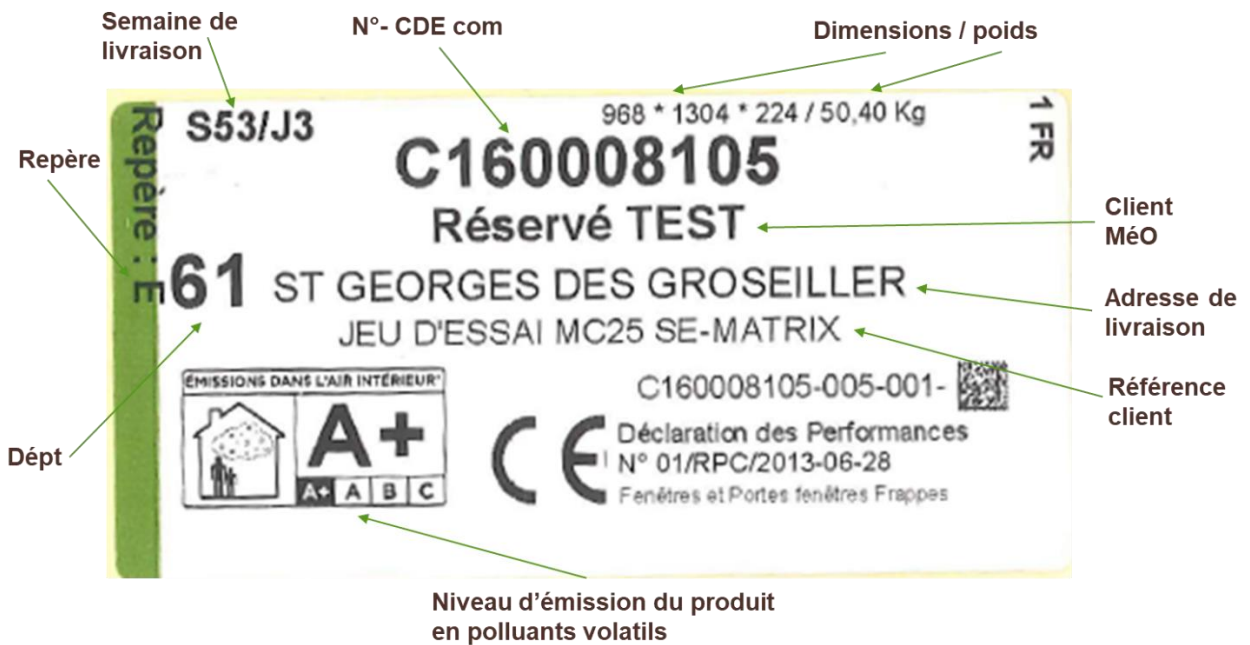 Semaine de
livraison
N°- CDE com
Dimensions / poids
S53/J3
968 * 1304 * 224 / 50,40 Kg
1 FR
C160008105
Repère
Repère : E
Réservé TEST
Client
MéO
61 ST GEORGES DES GROSEILLER
Adresse de
livraison
JEU D'ESSAI MC25 SE-MATRIX
Référence
client
Dépt
ÉMISSIONS DANS L'AIR INTÉRIEUR*
A+
A+ A B C
C160008105-005-001-
CE
Déclaration des Performances
N° 01/RPC/2013-06-28
Fenêtres et Portes fenêtres Frappes
Niveau d'émission du produit
en polluants volatils